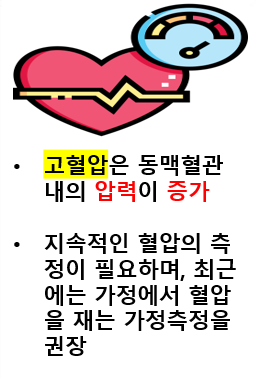 • 고혈압은 동맥혈관
내의 압력이 증가
• 지속적인 혈압의 측
정이 필요하며, 최근
에는 가정에서 혈압
을 재는 가정측정을
권장